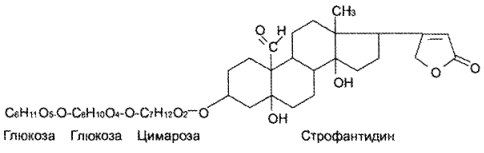 CH₃
O
H
C
O
O
OH
OH
C₆H₁₁O₅-O-C₆H₁₀O₄-O-C₇H₁₂O₂-O
Глюкоза Глюкоза Цимароза Строфантидин